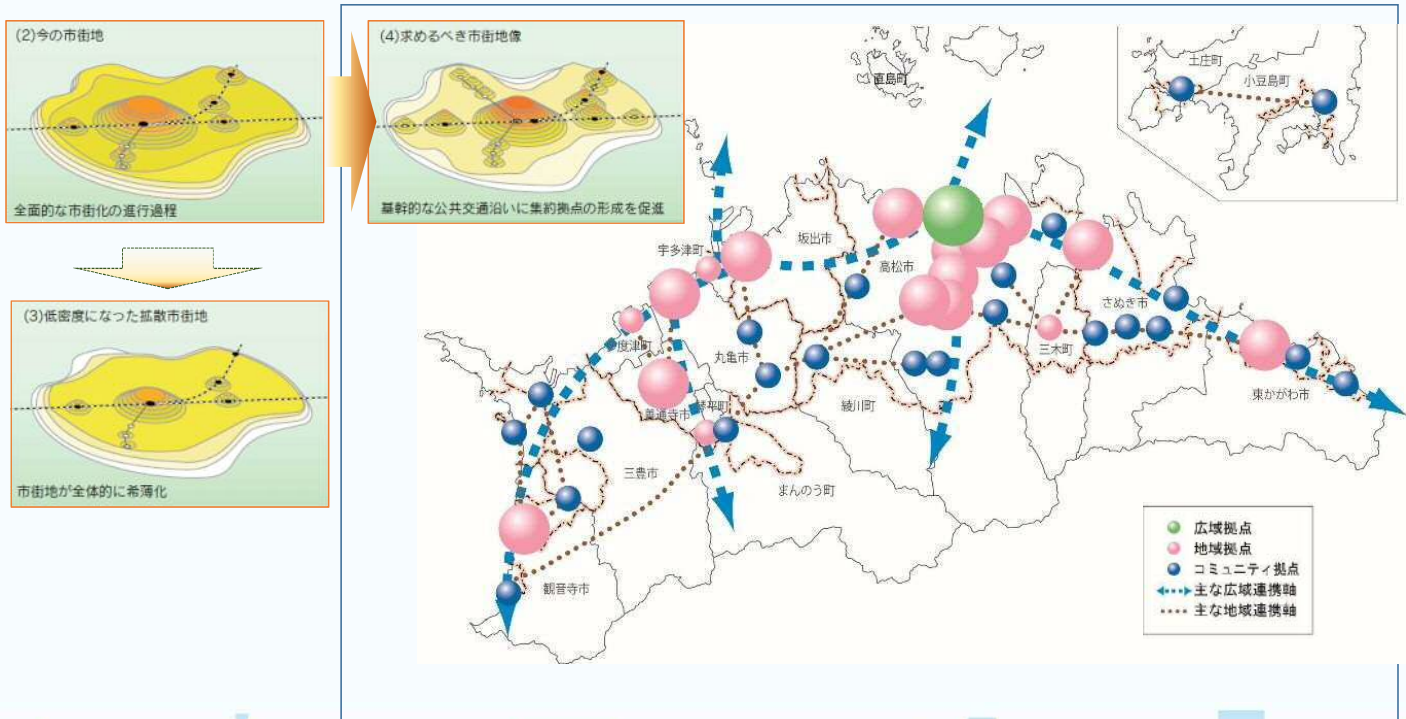 (2)今の市街地
全面的な市街化の進行過程
(3)低密度になった拡散市街地
市街地が全体的に希薄化
(4)求めるべき市街地像
基幹的な公共交通沿いに集約拠点の形成を促進
直島町
土庄町
小豆島町
宇多津町
坂出市
高松市
さぬき市
多度津町
丸亀市
三木町
善通寺市
琴平町
綾川町
東かがわ市
三豊市
まんのう町
観音寺市
広域拠点
地域拠点
コミュニティ拠点
主な広域連携軸
主な地域連携軸